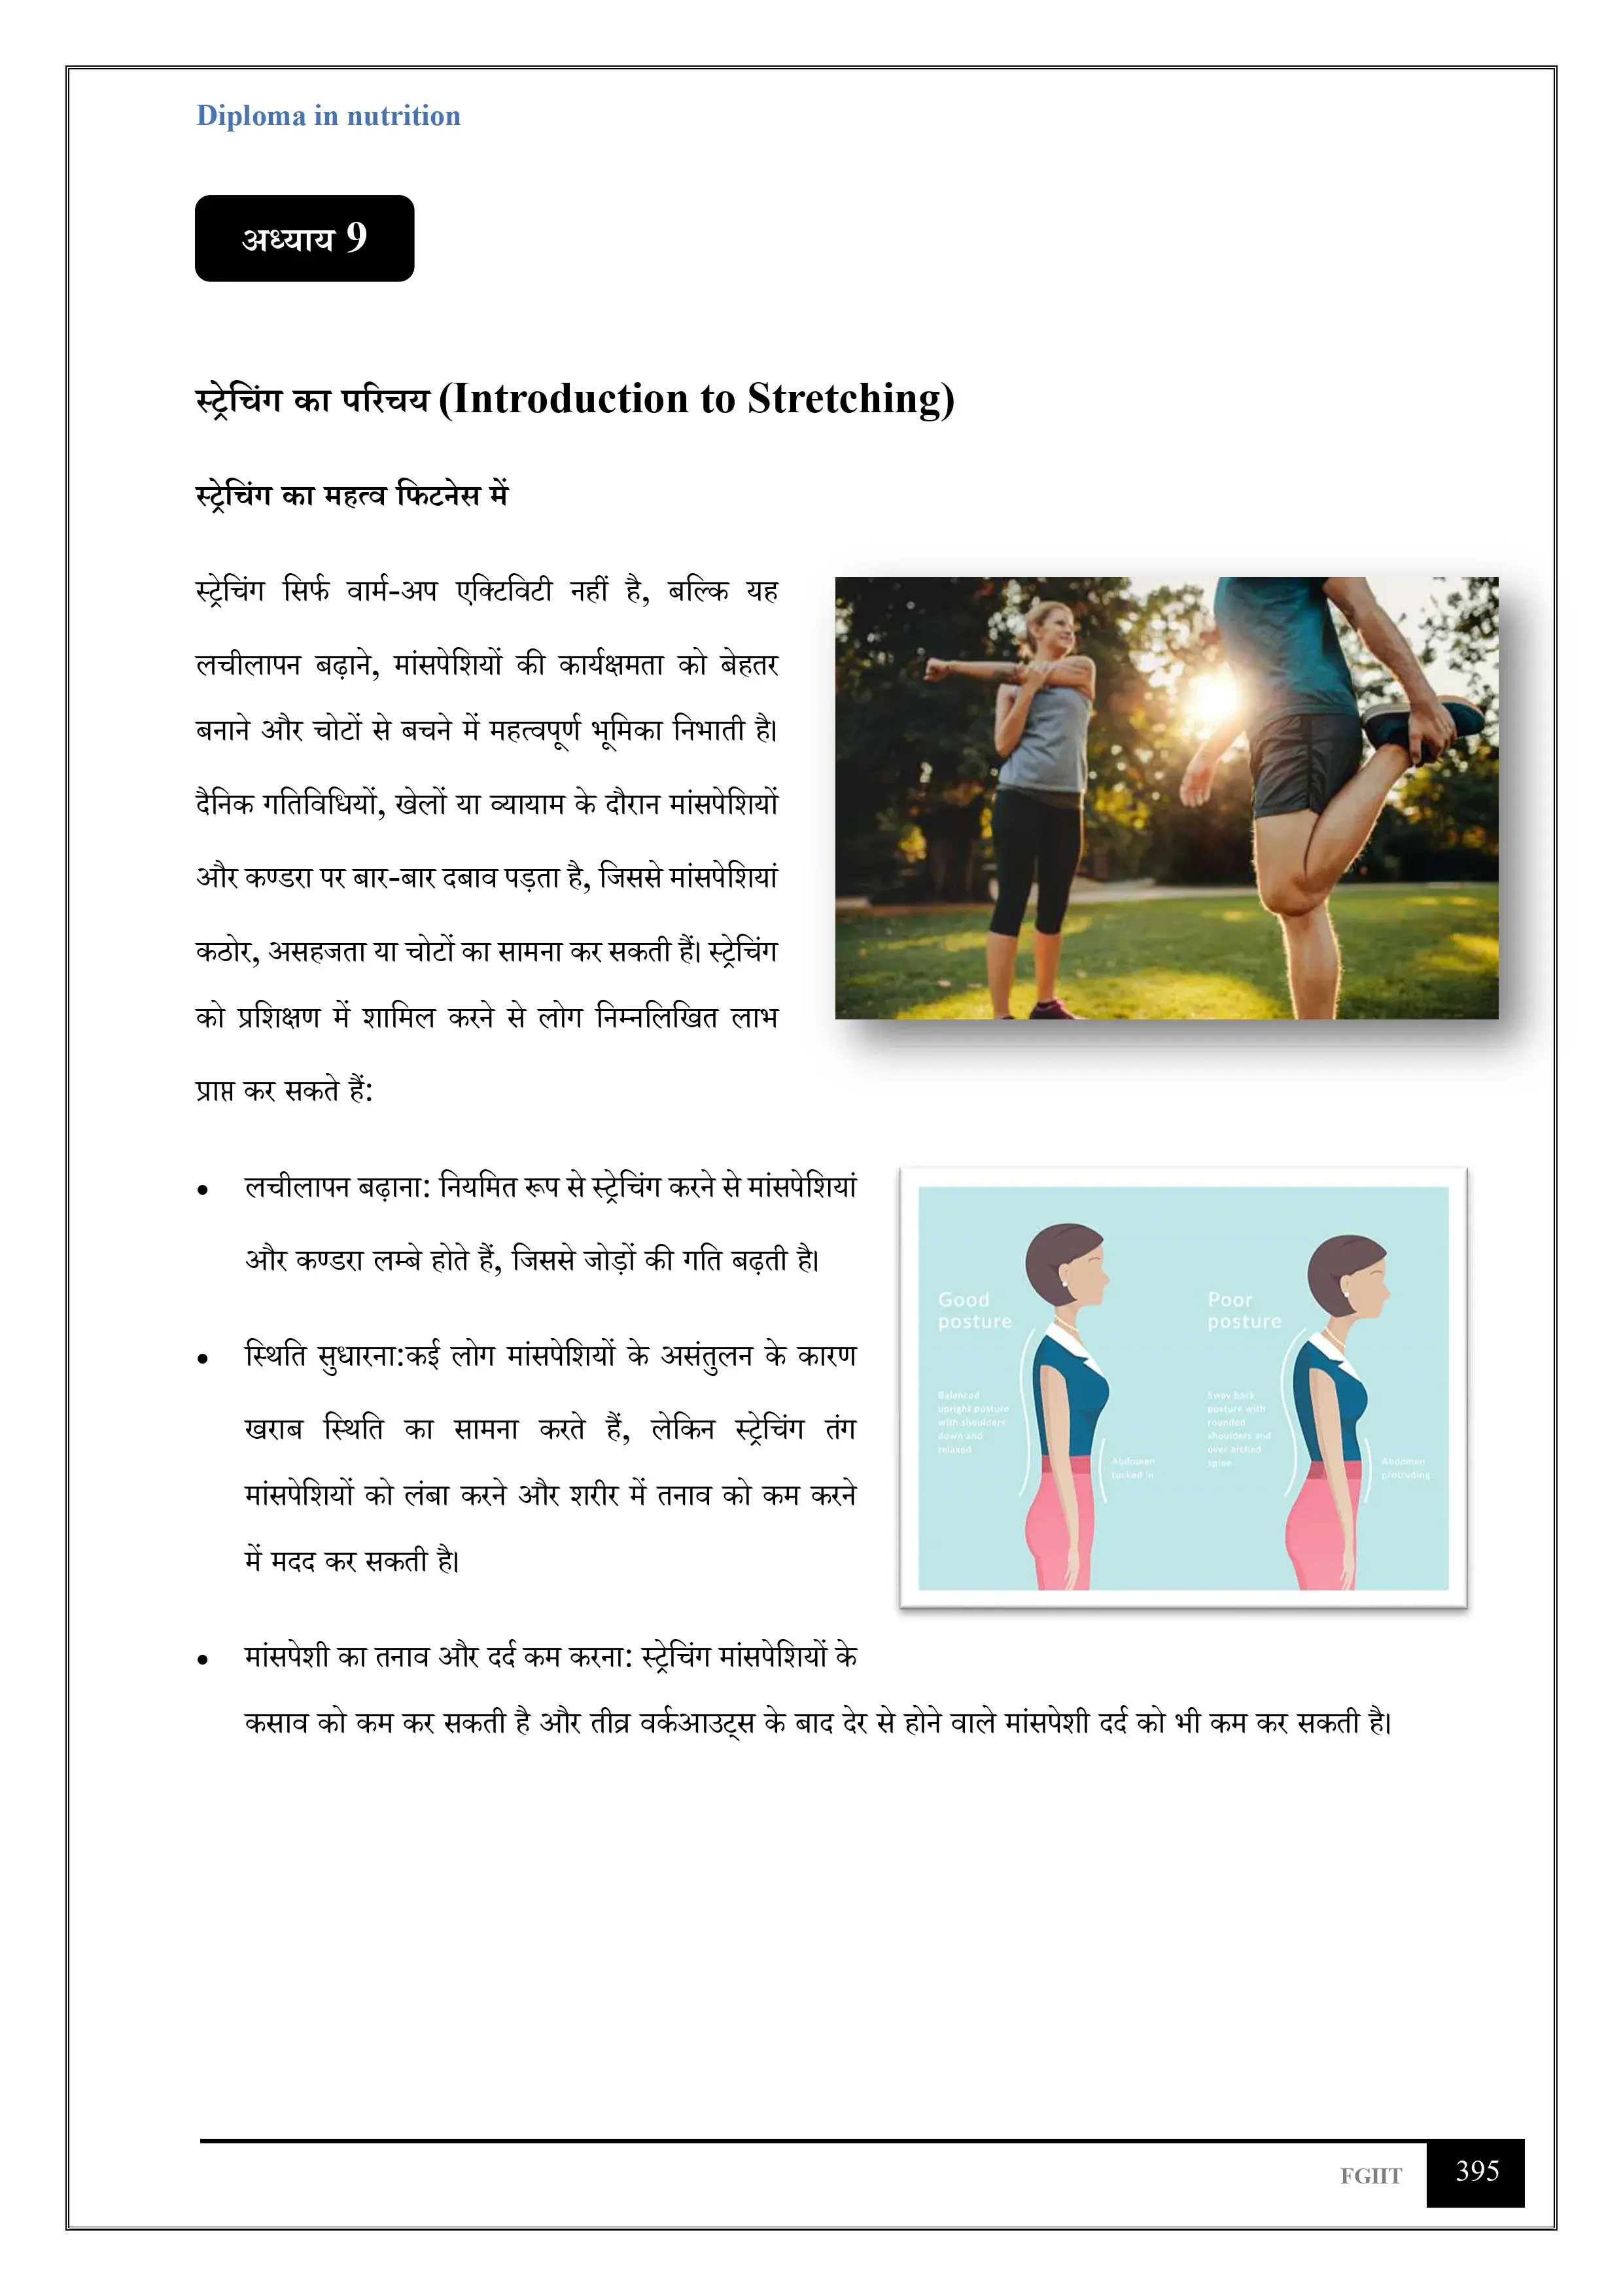 Diploma in nutrition
अध्याय 9
स्ट्रेचिंग का परिचय (Introduction to Stretching)
स्ट्रेचिंग का महत्व फिटनेस में
स्ट्रेचिंग सिर्फ वार्म-अप एक्टिविटी नहीं है, बल्कि यह
लचीलापन बढ़ाने, मांसपेशियों की कार्यक्षमता को बेहतर
बनाने और चोटों से बचने में महत्वपूर्ण भूमिका निभाती है।
दैनिक गतिविधियों, खेलों या व्यायाम के दौरान मांसपेशियों
और कण्डरा पर बार-बार दबाव पड़ता है, जिससे मांसपेशियां
कठोर, असहजता या चोटों का सामना कर सकती हैं। स्ट्रेचिंग
को प्रशिक्षण में शामिल करने से लोग निम्नलिखित लाभ
प्राप्त कर सकते हैं:
• लचीलापन बढ़ाना: नियमित रूप से स्ट्रेचिंग करने से मांसपेशियां
और कण्डरा लम्बे होते हैं, जिससे जोड़ों की गति बढ़ती है।
• स्थिति सुधारना:कई लोग मांसपेशियों के असंतुलन के कारण
खराब स्थिति का सामना करते हैं, लेकिन स्ट्रेचिंग तंग
मांसपेशियों को लंबा करने और शरीर में तनाव को कम करने
में मदद कर सकती है।
• मांसपेशी का तनाव और दर्द कम करना: स्ट्रेचिंग मांसपेशियों के
कसाव को कम कर सकती है और तीव्र वर्कआउट्स के बाद देर से होने वाले मांसपेशी दर्द को भी कम कर सकती है।
Good
posture
Balanced
upright posture
with shoulders
down and
relaxed
Abdomen
tucked in
Poor
posture
Sway back
posture with
rounded
shoulders and
over arched
spine
Abdomen
protruding
FGIIT
395